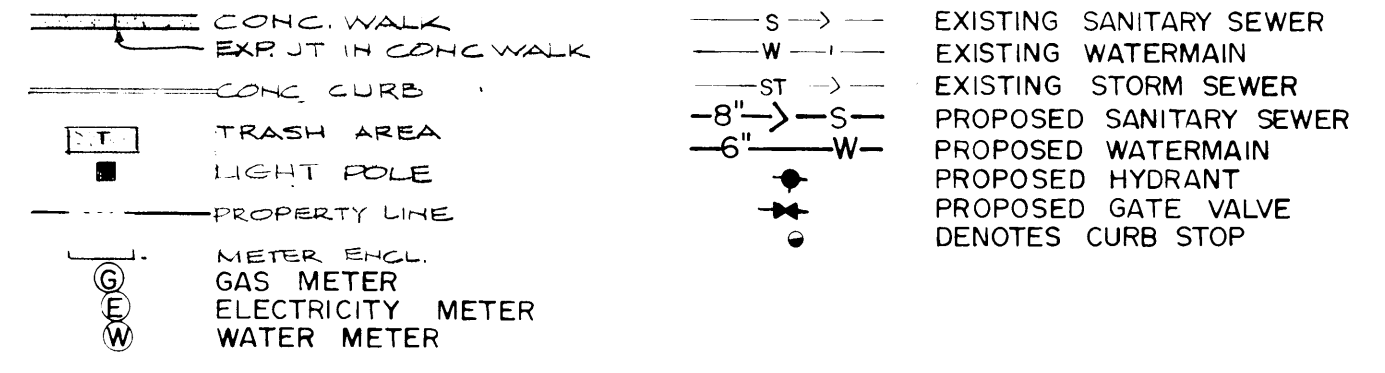 CONC. WALK
EXP. JT IN CONC WALK
CONC. CURB
T TRASH AREA
LIGHT POLE
PROPERTY LINE
METER ENCL.
G GAS METER
E ELECTRICITY METER
W WATER METER
S EXISTING SANITARY SEWER
W EXISTING WATERMAIN
ST EXISTING STORM SEWER
8" S PROPOSED SANITARY SEWER
6" W PROPOSED WATERMAIN
PROPOSED HYDRANT
PROPOSED GATE VALVE
DENOTES CURB STOP